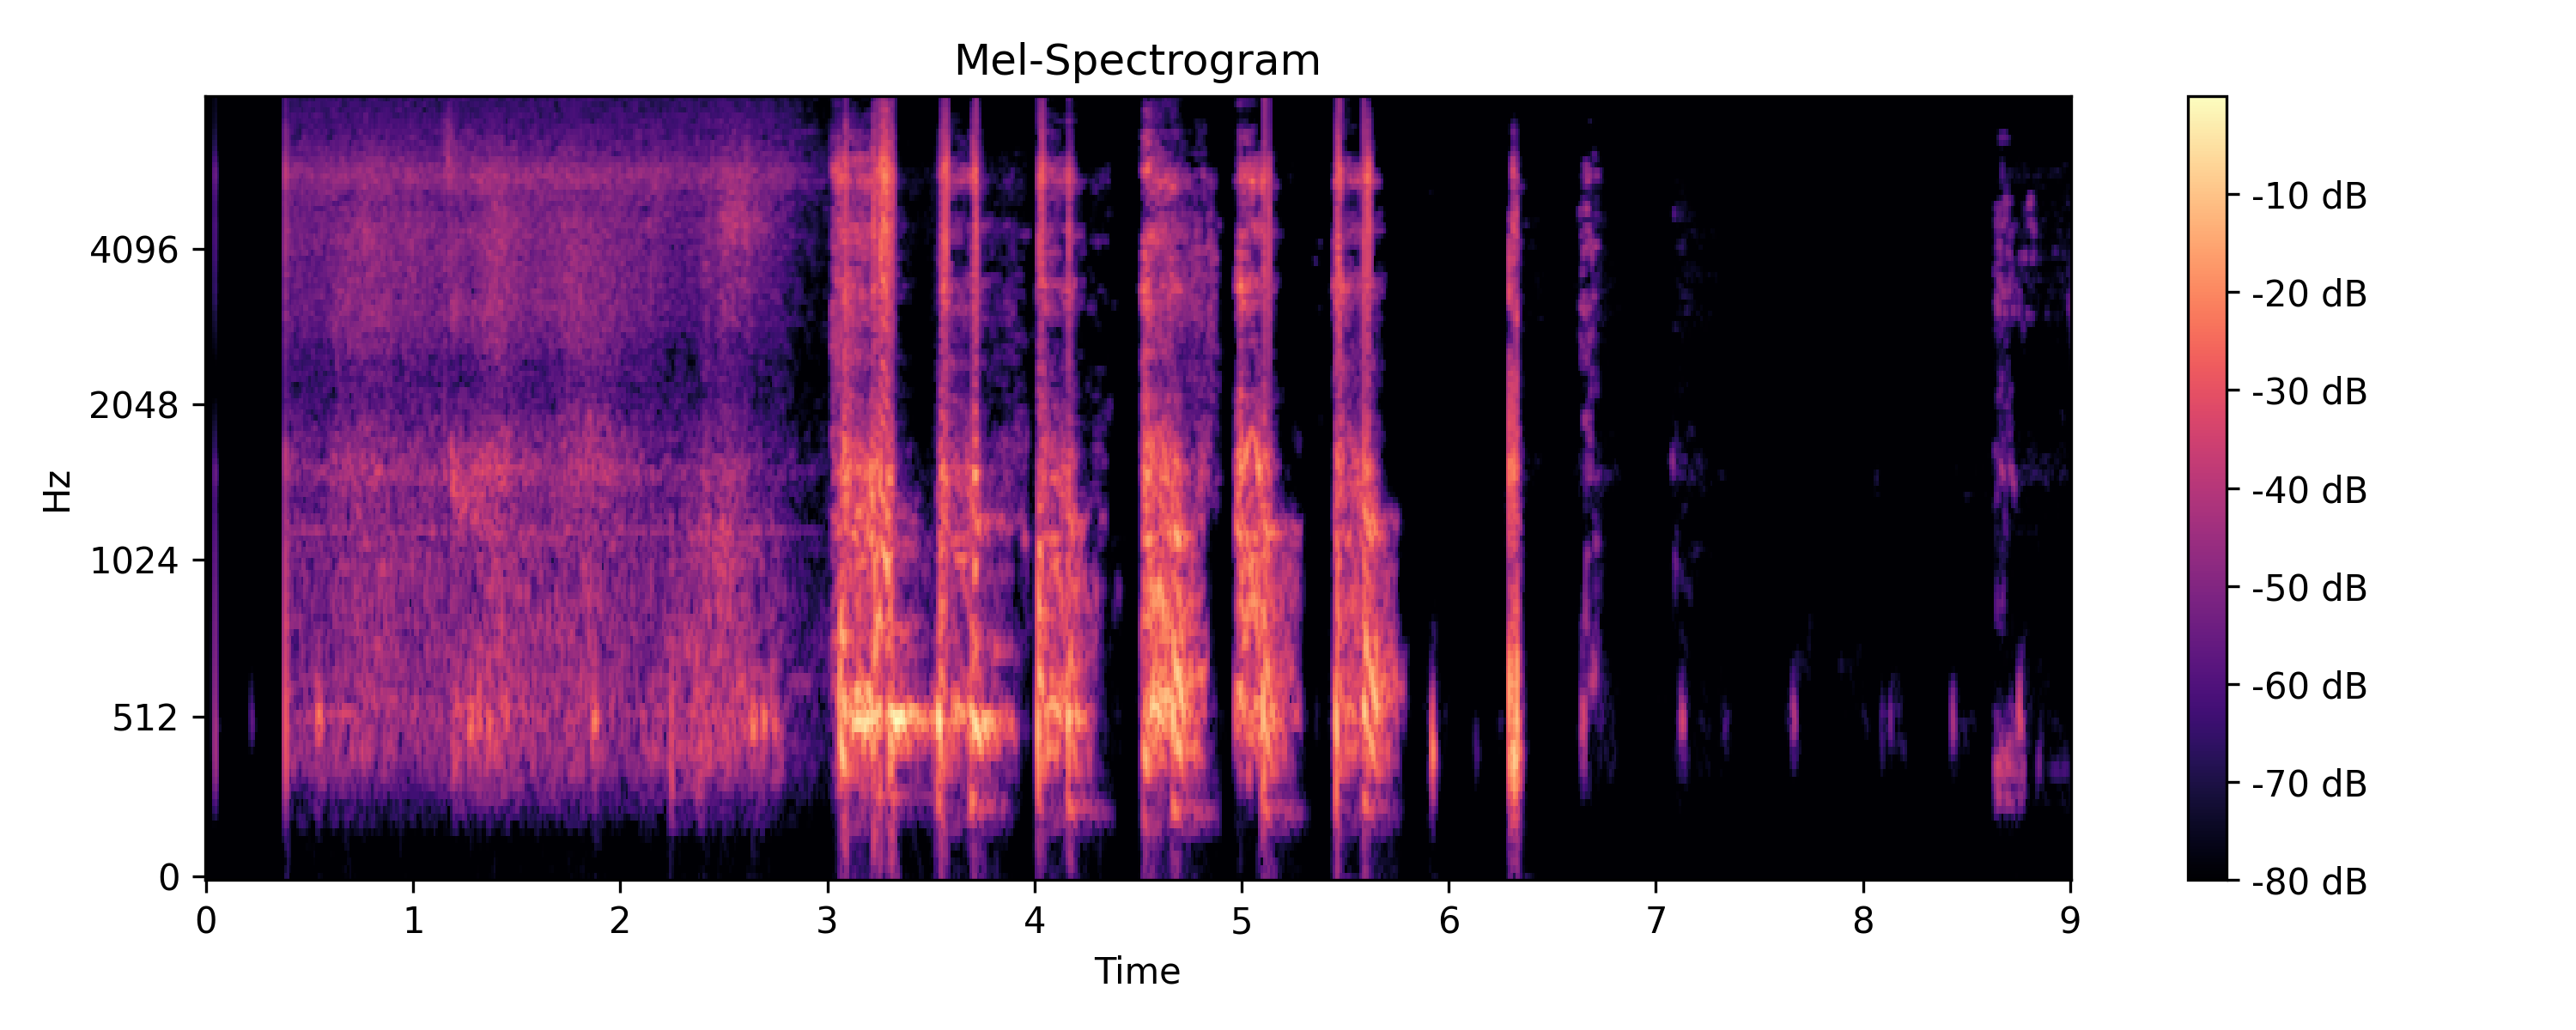 Mel-Spectrogram
Hz
4096
2048
1024
512
0
0 1 2 3 4 5 6 7 8 9
Time
-10 dB
-20 dB
-30 dB
-40 dB
-50 dB
-60 dB
-70 dB
-80 dB